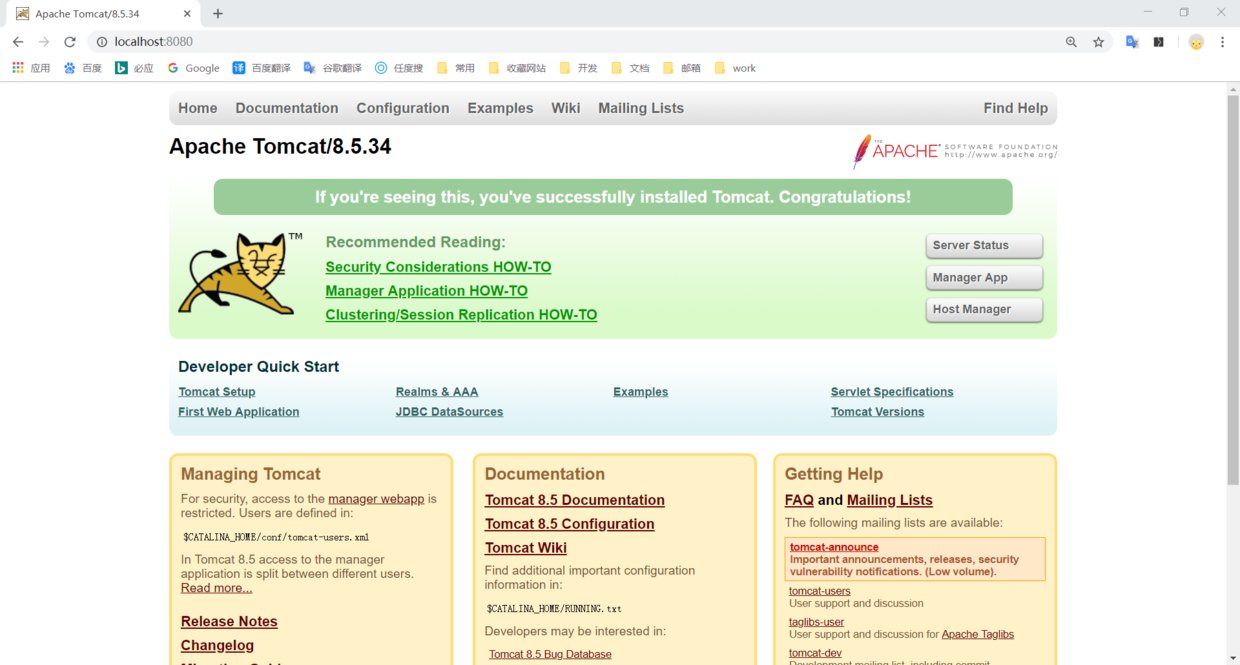 Apache Tomcat/8.5.34
localhost:8080
应用 百度 必应 Google 百度翻译 谷歌翻译 任度搜 常用 收藏网站 开发 文档 邮箱 work
Home Documentation Configuration Examples Wiki Mailing Lists Find Help
Apache Tomcat/8.5.34
THE APACHE SOFTWARE FOUNDATION
http://www.apache.org/
If you're seeing this, you've successfully installed Tomcat. Congratulations!
TM
Recommended Reading:
Security Considerations HOW-TO
Manager Application HOW-TO
Clustering/Session Replication HOW-TO
Server Status
Manager App
Host Manager
Developer Quick Start
Tomcat Setup Realms & AAA Examples Servlet Specifications
First Web Application JDBC DataSources Tomcat Versions
Managing Tomcat
For security, access to the manager webapp is
restricted. Users are defined in:
$CATALINA_HOME/conf/tomcat-users.xml
In Tomcat 8.5 access to the manager
application is split between different users.
Read more...
Release Notes
Changelog
Documentation
Tomcat 8.5 Documentation
Tomcat 8.5 Configuration
Tomcat Wiki
Find additional important configuration
information in:
$CATALINA_HOME/RUNNING.txt
Developers may be interested in:
Tomcat 8.5 Bug Database
Getting Help
FAQ and Mailing Lists
The following mailing lists are available:
tomcat-announce
Important announcements, releases, security
vulnerability notifications. (Low volume).
tomcat-users
User support and discussion
taglibs-user
User support and discussion for Apache Taglibs
tomcat-dev
Development mailing list, including commit